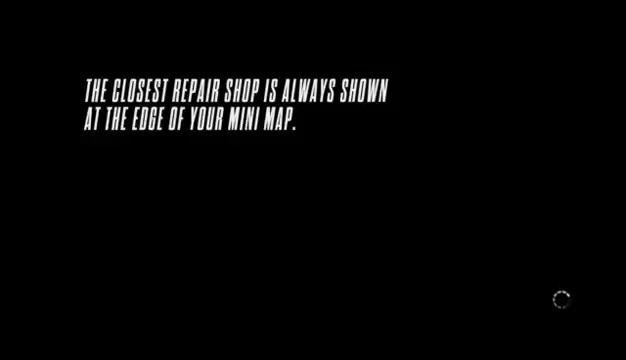 THE CLOSEST REPAIR SHOP IS ALWAYS SHOWN
AT THE EDGE OF YOUR MINI MAP.